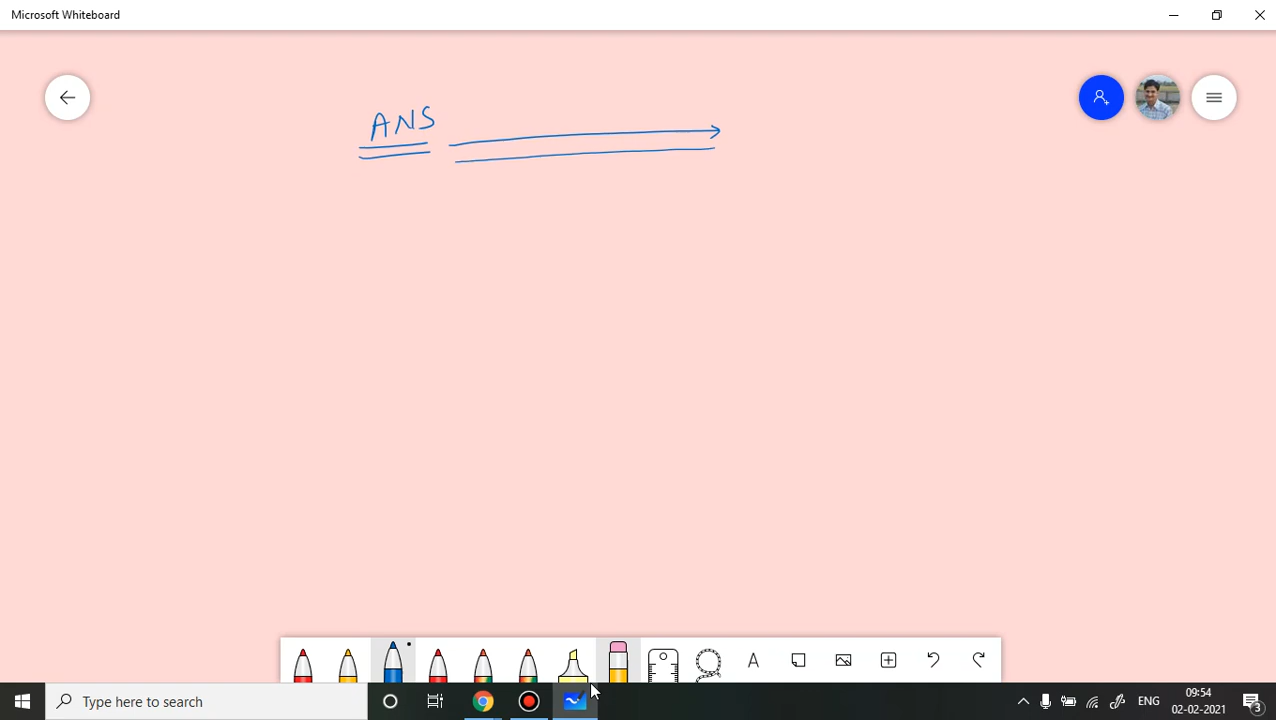 Microsoft Whiteboard
ANS
A
Type here to search
ENG
09:54
02-02-2021
3